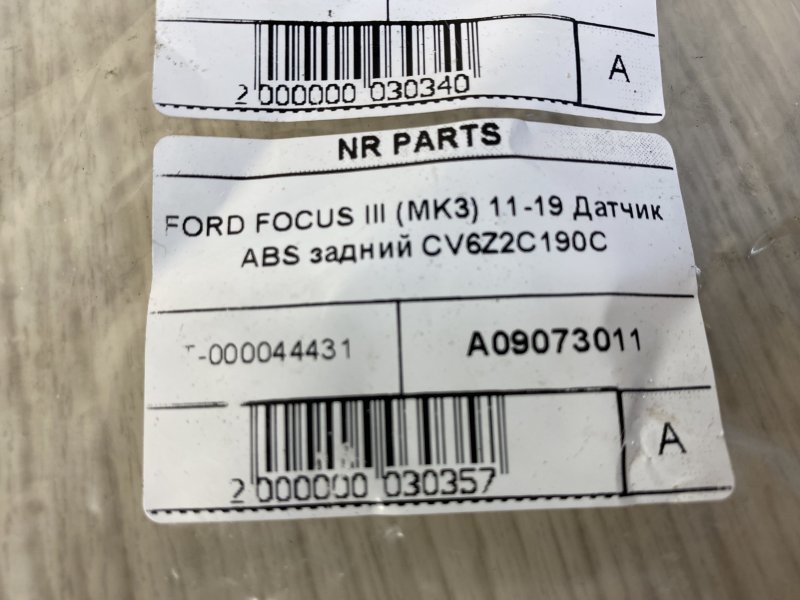 A
2 000000 030340
NR PARTS
FORD FOCUS III (MK3) 11-19 Датчик
ABS задний CV6Z2C190C
-000044431
A09073011
A
2 000000 030357